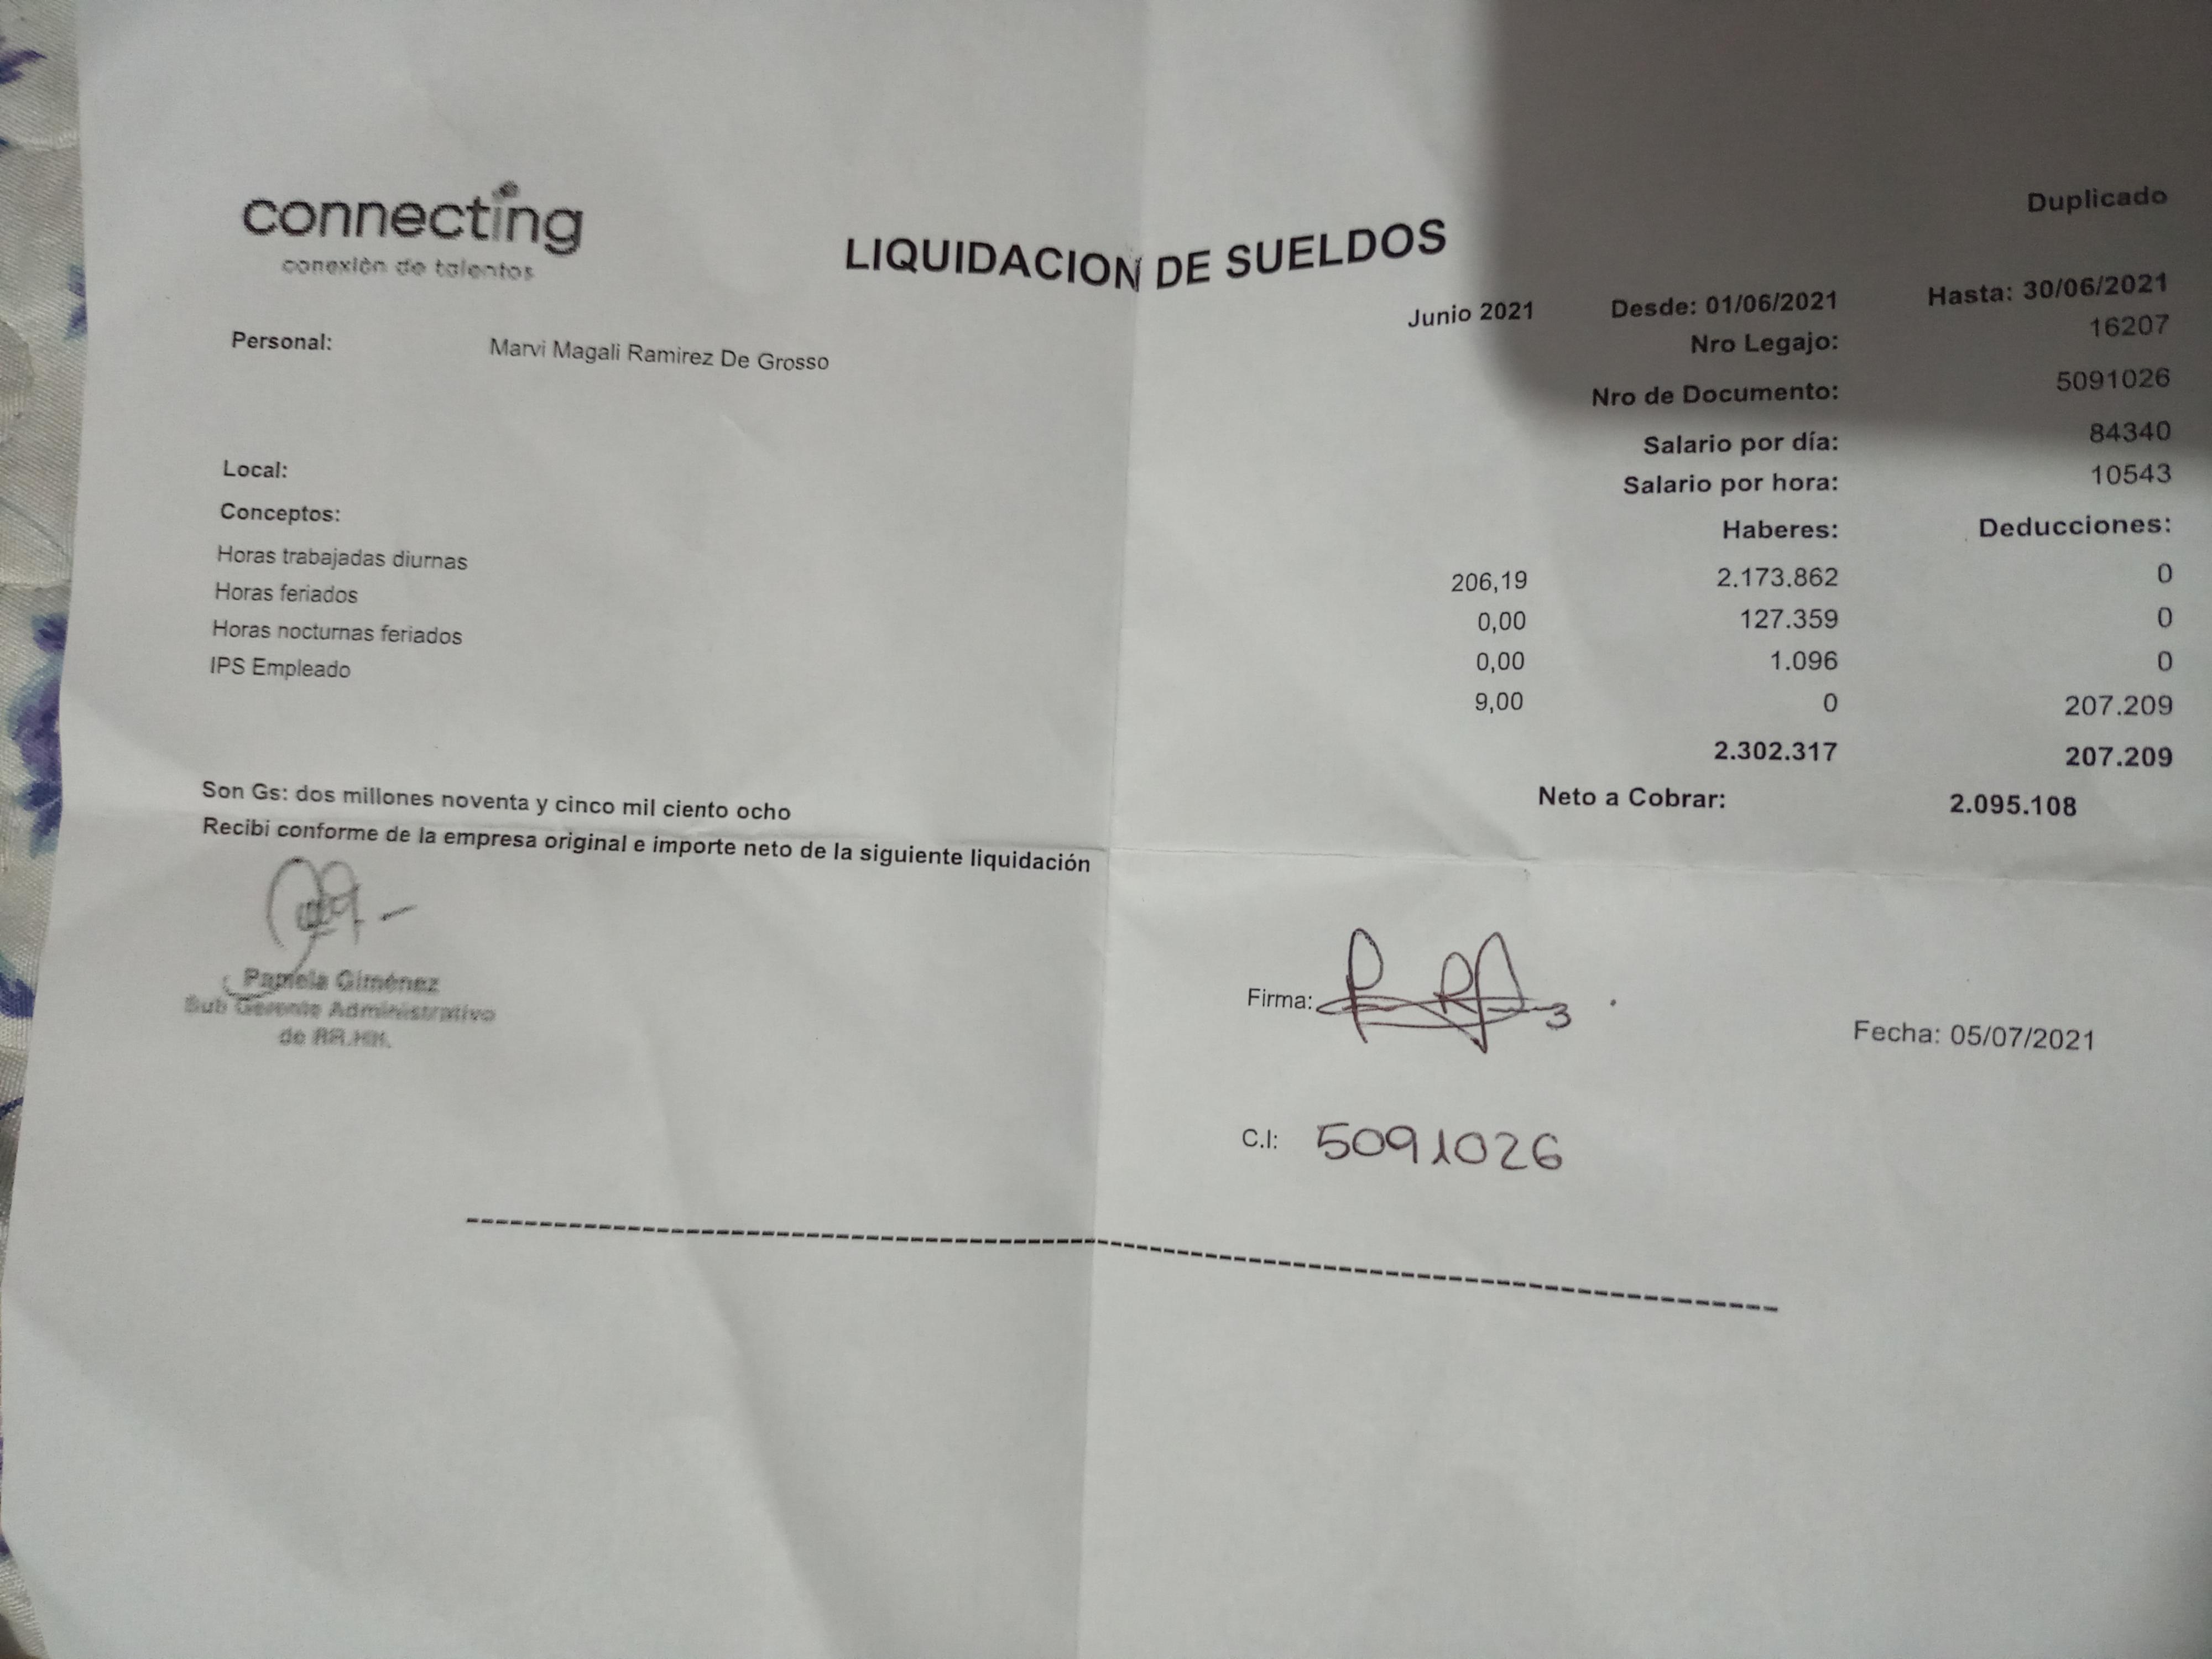 Duplicado
connecting
conexión de talentos
LIQUIDACION DE SUELDOS
Junio 2021 Desde: 01/06/2021 Hasta: 30/06/2021
Personal: Marvi Magali Ramirez De Grosso Nro Legajo: 16207
Nro de Documento: 5091026
Salario por día: 84340
Local: Salario por hora: 10543
Conceptos: Haberes: Deducciones:
Horas trabajadas diurnas 206,19 2.173.862 0
Horas feriados 0,00 127.359 0
Horas nocturnas feriados 0,00 1.096 0
IPS Empleado 9,00 0 207.209
2.302.317 207.209
Son Gs: dos millones noventa y cinco mil ciento ocho Neto a Cobrar: 2.095.108
Recibi conforme de la empresa original e importe neto de la siguiente liquidación
Pamela Giménez
Sub Gerente Administrativo
de RR.HH.
Firma: Fecha: 05/07/2021
C.I: 5091026